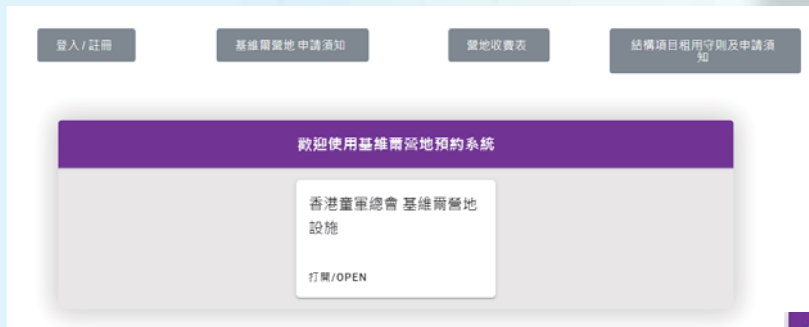 登入 / 註冊
基維爾營地 申請須知
營地收費表
結構項目租用守則及申請須
知
歡迎使用基維爾營地預約系統
香港童軍總會 基維爾營地
設施
打開/OPEN